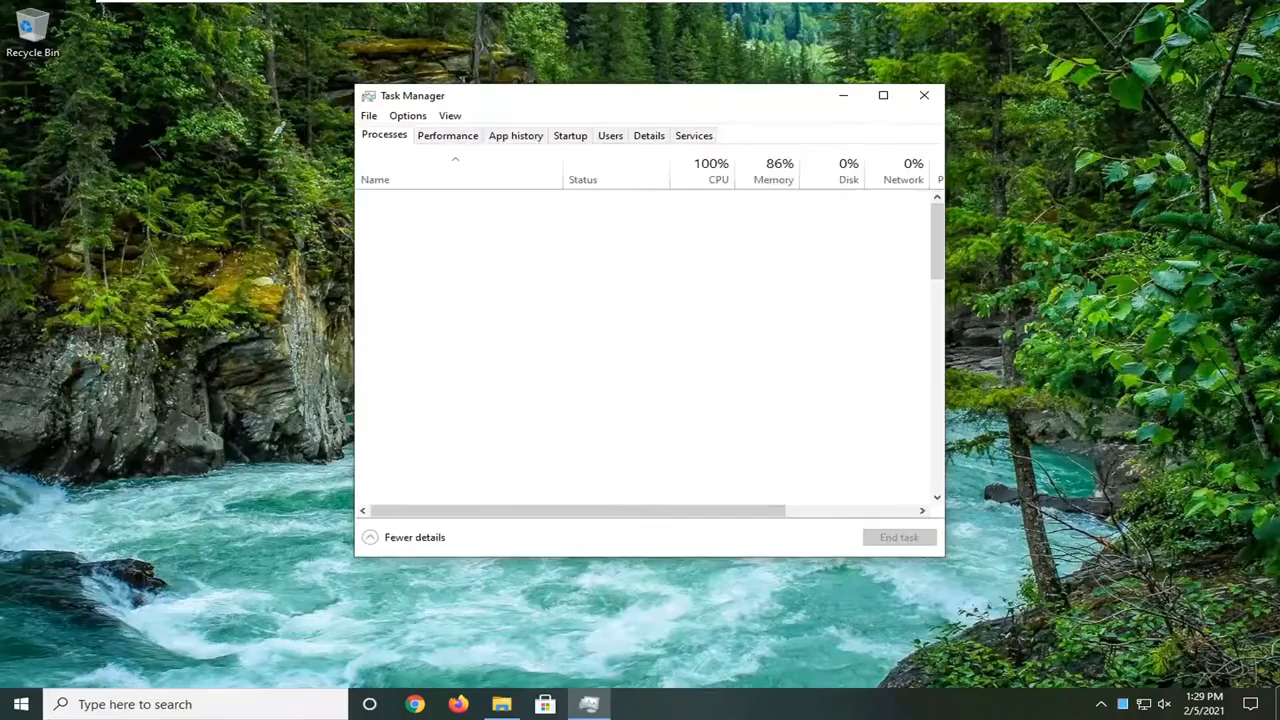 Recycle Bin
Task Manager
File Options View
Processes Performance App history Startup Users Details Services
100% 86% 0% 0%
Name Status CPU Memory Disk Network P
Fewer details End task
Type here to search
1:29 PM
2/5/2021